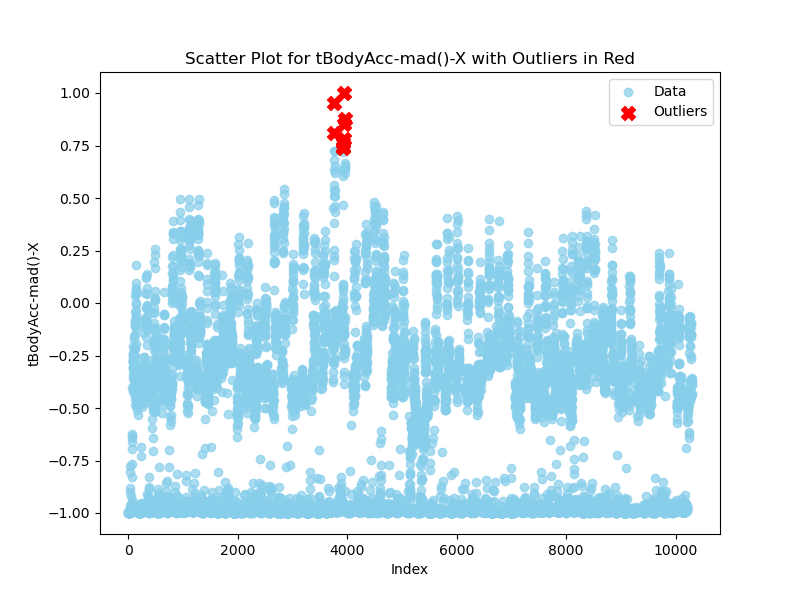 Scatter Plot for tBodyAcc-mad()-X with Outliers in Red
Data
Outliers
1.00
0.75
0.50
0.25
0.00
−0.25
−0.50
−0.75
−1.00
tBodyAcc-mad()-X
0 2000 4000 6000 8000 10000
Index